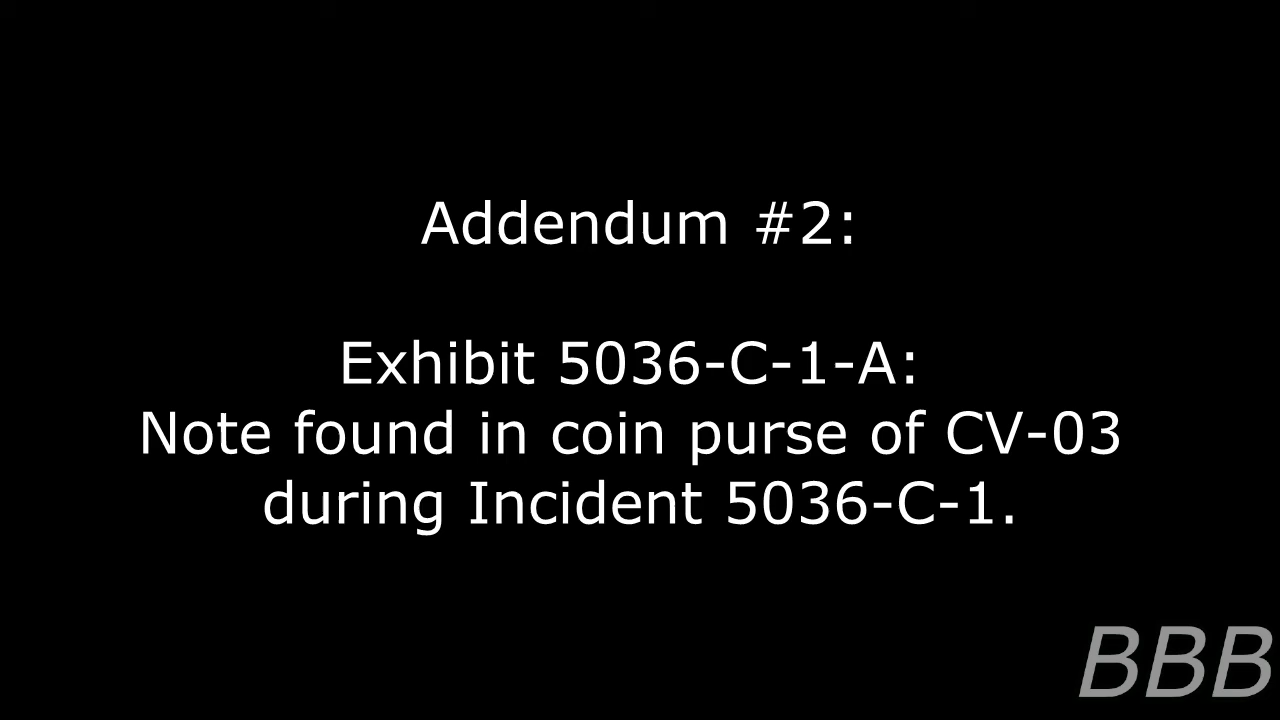 Addendum #2:
Exhibit 5036-C-1-A:
Note found in coin purse of CV-03
during Incident 5036-C-1.
BBB